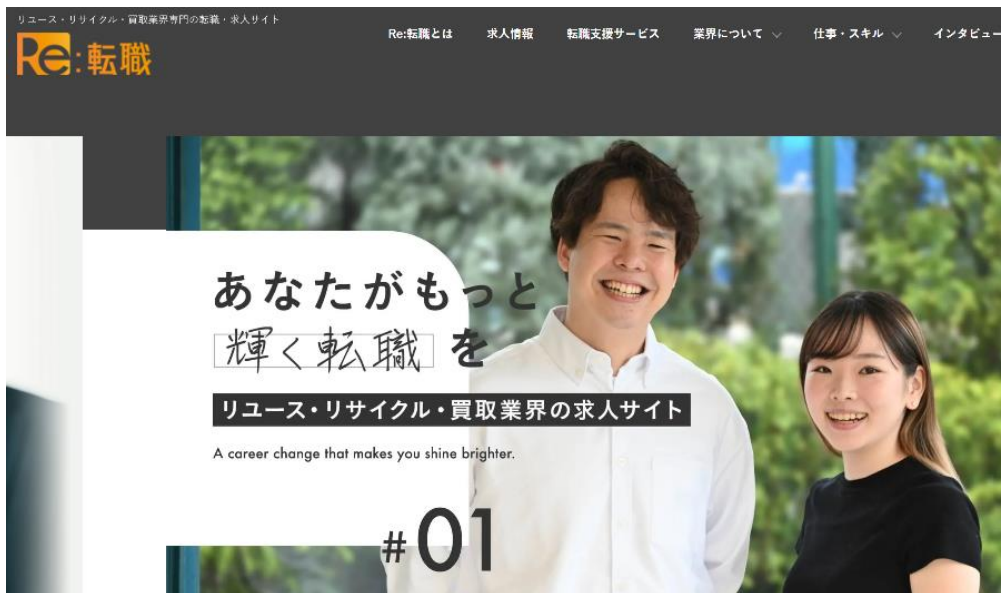 リユース・リサイクル・買取業界専門の転職・求人サイト
Re:転職
Re:転職とは 求人情報 転職支援サービス 業界について 仕事・スキル インタビュー
あなたがもっと
輝く転職を
リユース・リサイクル・買取業界の求人サイト
A career change that makes you shine brighter.
#01